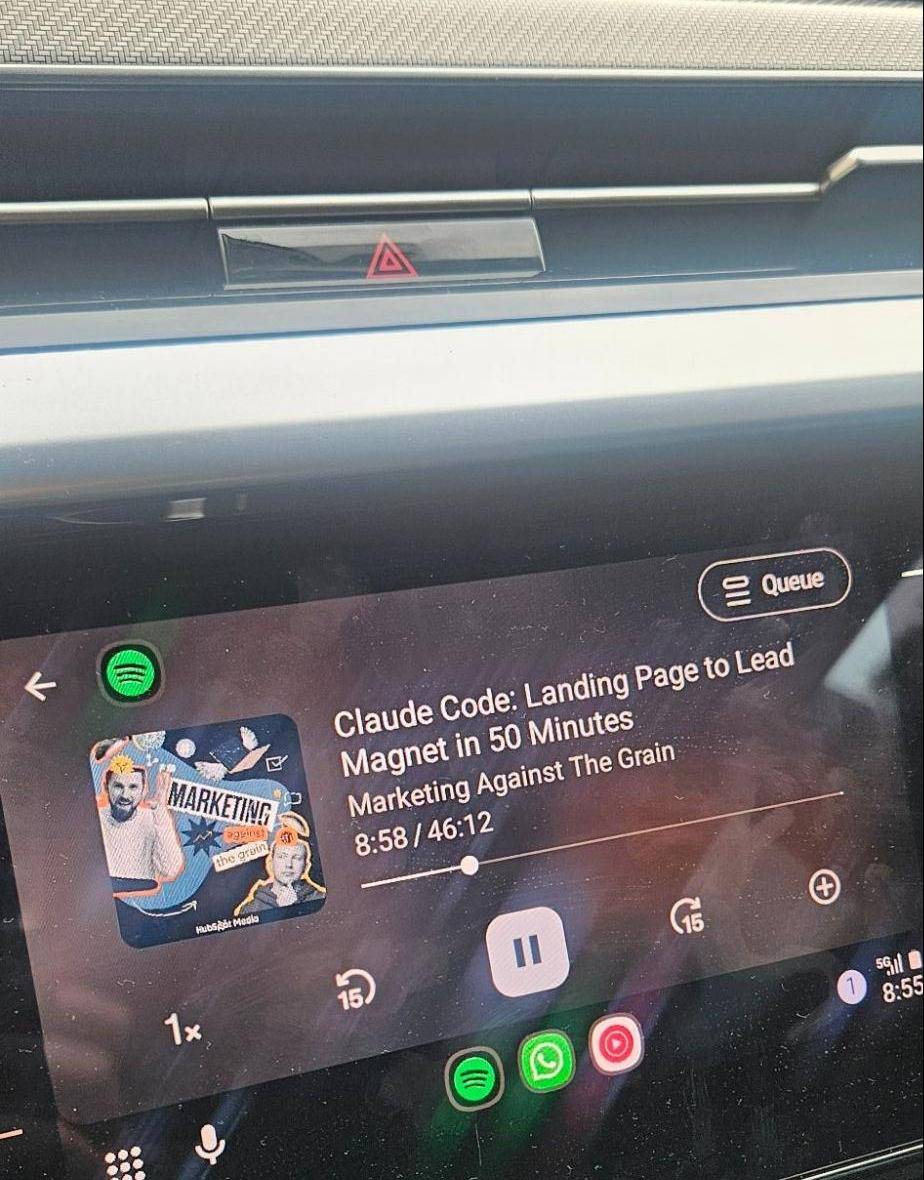 Queue
Claude Code: Landing Page to Lead
Magnet in 50 Minutes
Marketing Against The Grain
8:58 / 46:12
MARKETING
against
the grain
HubSpot Media
15
15
1x
1
5G
8:55